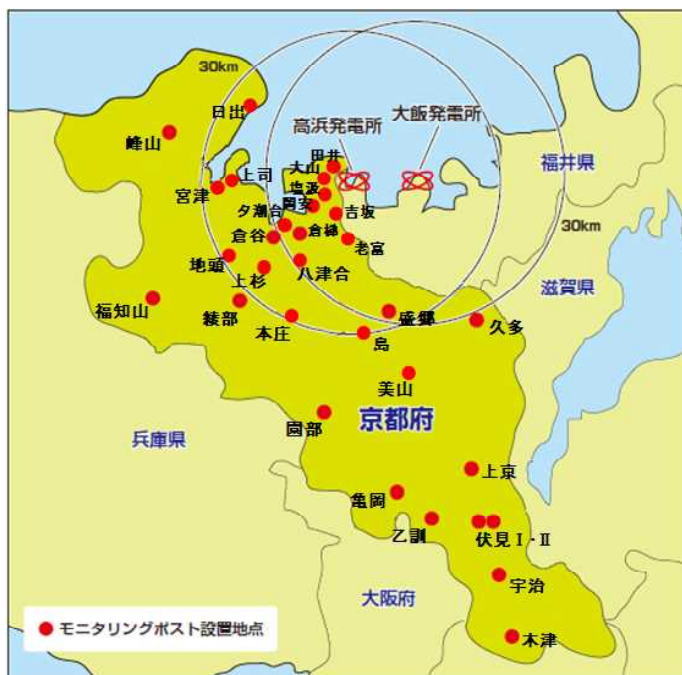 30km
日出
高浜発電所
大飯発電所
峰山
田井
大山
福井県
上司
塩汲
宮津
岡安
夕潮台
吉坂
倉谷
倉梯
30km
老富
地頭
上杉
八津合
滋賀県
福知山
綾部
本庄
盛郷
久多
島
美山
園部
京都府
兵庫県
上京
亀岡
乙訓
伏見Ⅰ・Ⅱ
宇治
大阪府
木津
モニタリングポスト設置地点